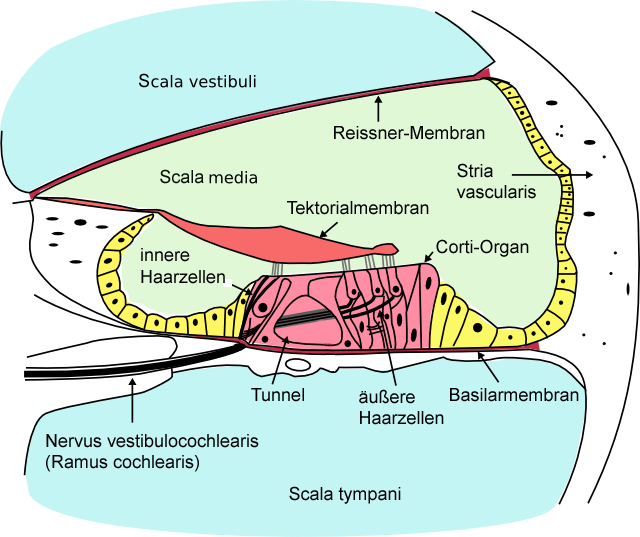 Scala vestibuli
Reissner-Membran
Scala media
Stria
vascularis
Tektorialmembran
innere
Haarzellen
Corti-Organ
Tunnel
äußere
Haarzellen
Basilarmembran
Nervus vestibulocochlearis
(Ramus cochlearis)
Scala tympani